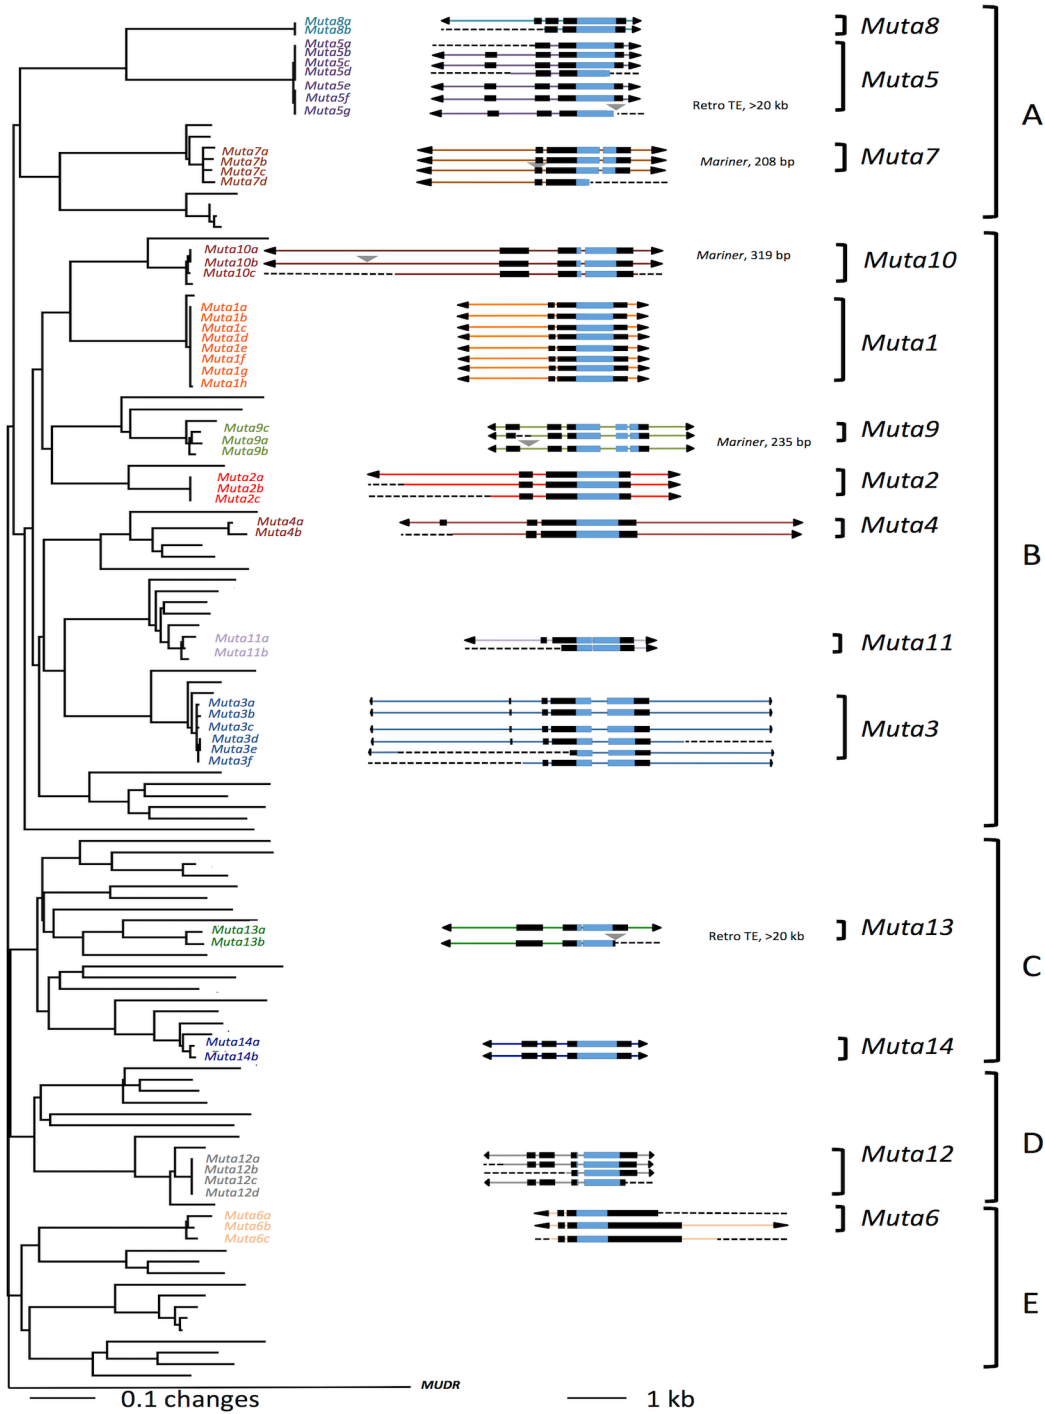 Muta8a
Muta8b
Muta8
Muta5a
Muta5b
Muta5c
Muta5d
Muta5e
Muta5f
Muta5g
Muta5
Retro TE, >20 kb
A
Muta7a
Muta7b
Muta7c
Muta7d
Mariner, 208 bp
Muta7
Muta10a
Muta10b
Muta10c
Mariner, 319 bp
Muta10
Muta1a
Muta1b
Muta1c
Muta1d
Muta1e
Muta1f
Muta1g
Muta1h
Muta1
Muta9c
Muta9a
Muta9b
Mariner, 235 bp
Muta9
Muta2a
Muta2b
Muta2c
Muta2
Muta4a
Muta4b
Muta4
B
Muta11a
Muta11b
Muta11
Muta3a
Muta3b
Muta3c
Muta3d
Muta3e
Muta3f
Muta3
Muta13a
Muta13b
Retro TE, >20 kb
Muta13
C
Muta14a
Muta14b
Muta14
Muta12a
Muta12b
Muta12c
Muta12d
Muta12
D
Muta6a
Muta6b
Muta6c
Muta6
E
MUDR
0.1 changes
1 kb